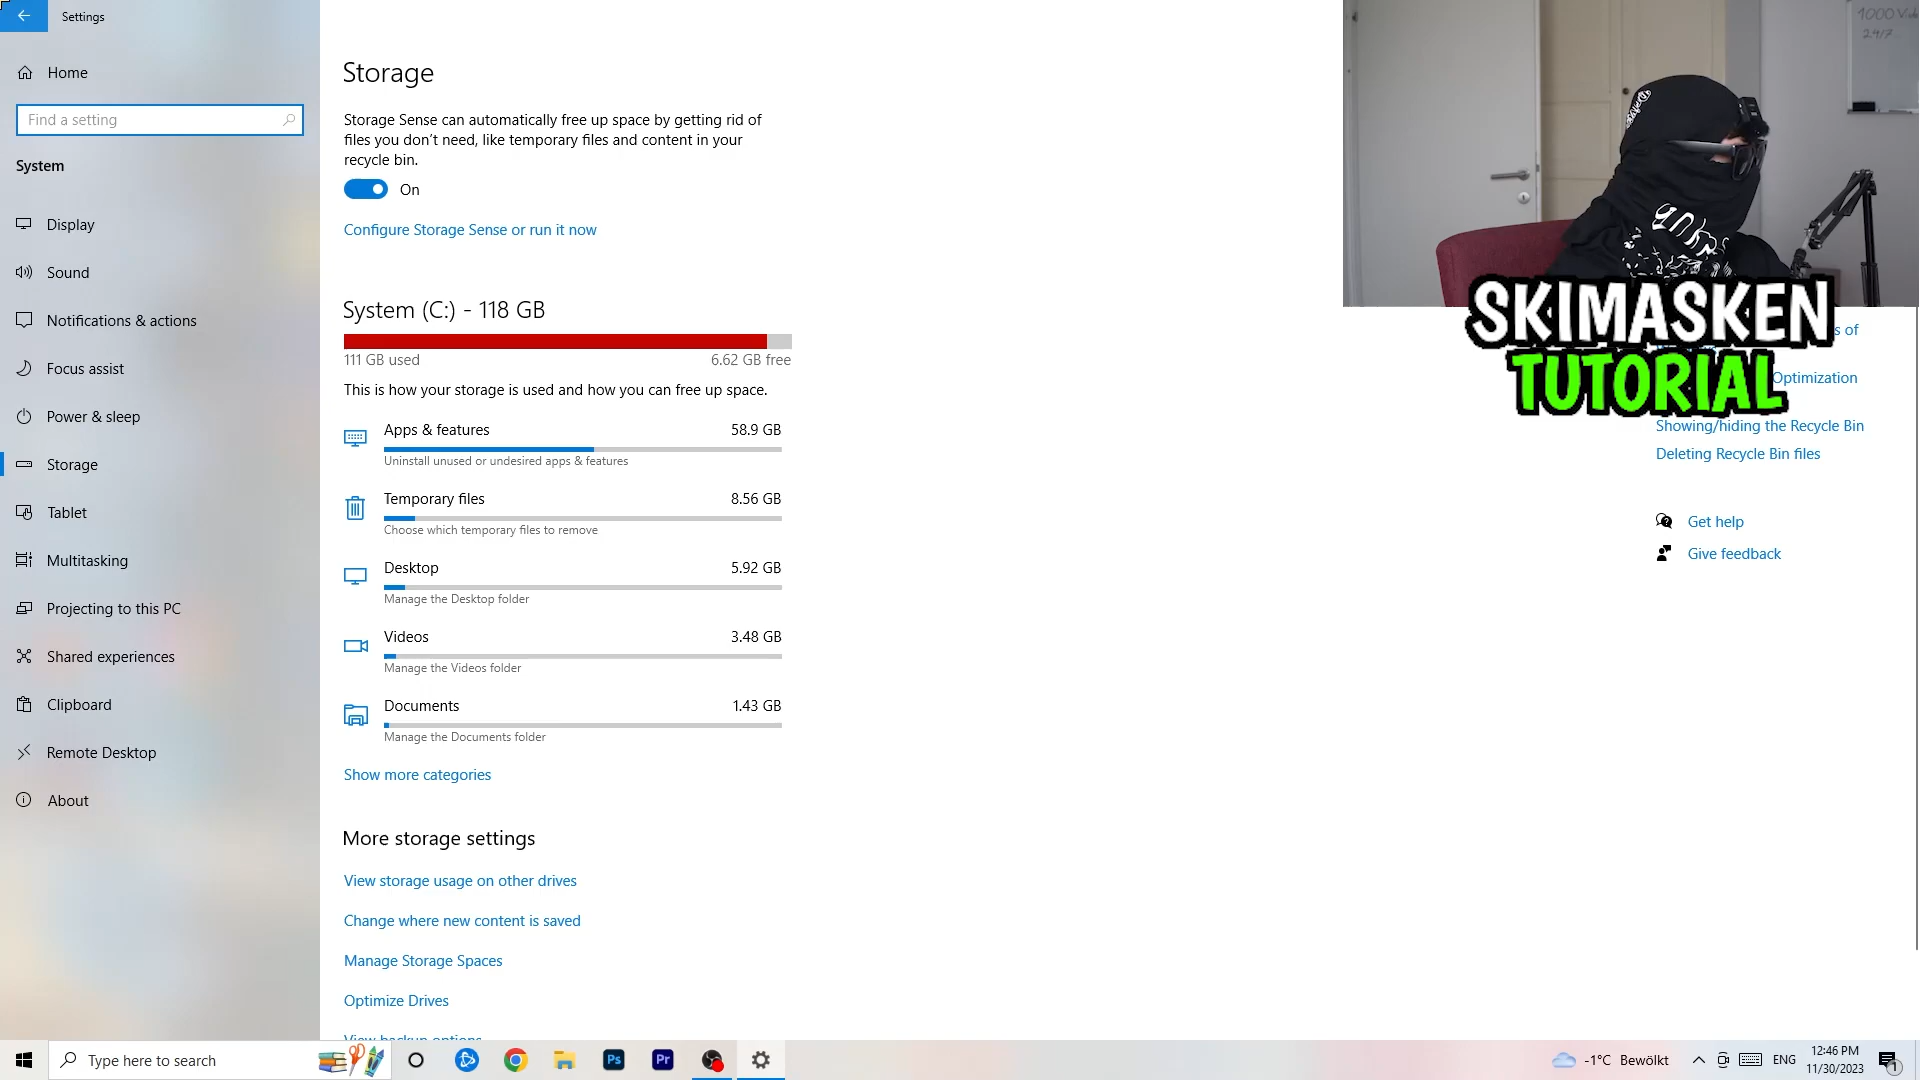 Settings
Home
Find a setting
System
Display
Sound
Notifications & actions
Focus assist
Power & sleep
Storage
Tablet
Multitasking
Projecting to this PC
Shared experiences
Clipboard
Remote Desktop
About
Storage
Storage Sense can automatically free up space by getting rid of
files you don't need, like temporary files and content in your
recycle bin.
On
Configure Storage Sense or run it now
System (C:) - 118 GB
111 GB used 6.62 GB free
This is how your storage is used and how you can free up space.
Apps & features 58.9 GB
Uninstall unused or undesired apps & features
Temporary files 8.56 GB
Choose which temporary files to remove
Desktop 5.92 GB
Manage the Desktop folder
Videos 3.48 GB
Manage the Videos folder
Documents 1.43 GB
Manage the Documents folder
Show more categories
More storage settings
View storage usage on other drives
Change where new content is saved
Manage Storage Spaces
Optimize Drives
View backup options
1000
24/7
SKIMASKEN
TUTORIAL
s of
Optimization
Showing/hiding the Recycle Bin
Deleting Recycle Bin files
Get help
Give feedback
Type here to search
Ps
Pr
-1°C Bewölkt
ENG
12:46 PM
11/30/2023
1